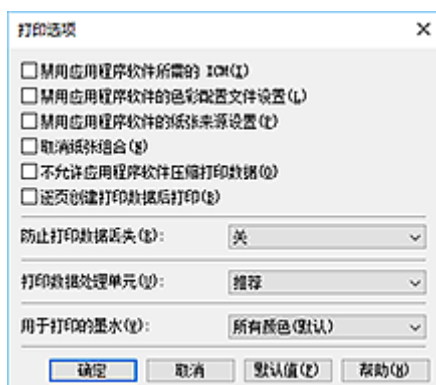 打印选项
禁用应用程序软件所需的 ICM(I)
禁用应用程序软件的色彩配置文件设置(L)
禁用应用程序软件的纸张来源设置(T)
取消纸张组合(N)
不允许应用程序软件压缩打印数据(O)
逐页创建打印数据后打印(R)
防止打印数据丢失(E):
关
打印数据处理单元(U):
推荐
用于打印的墨水(V):
所有颜色(默认)
确定 取消 默认值(F) 帮助(H)